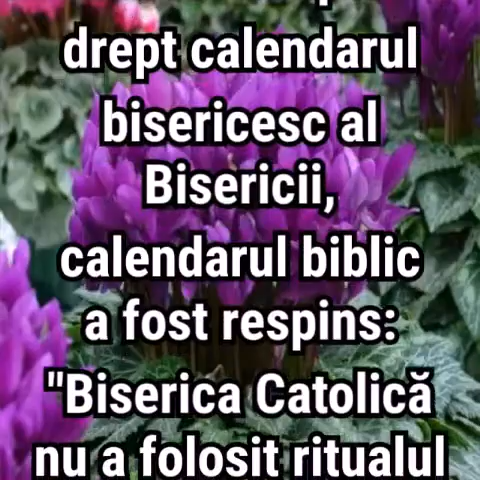 drept calendarul
bisericesc al
Bisericii,
calendarul biblic
a fost respins:
"Biserica Catolică
nu a folosit ritualul